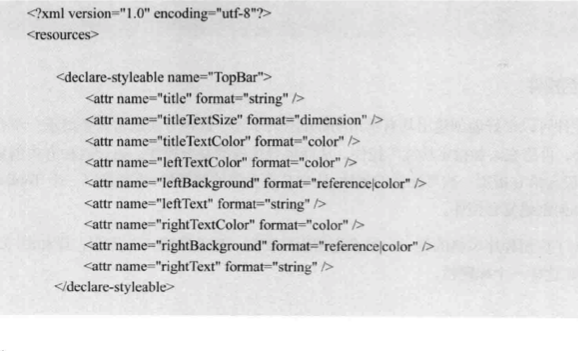 <?xml version="1.0" encoding="utf-8"?>
<resources>
<declare-styleable name="TopBar">
<attr name="title" format="string" />
<attr name="titleTextSize" format="dimension" />
<attr name="titleTextColor" format="color" />
<attr name="leftTextColor" format="color" />
<attr name="leftBackground" format="reference|color" />
<attr name="leftText" format="string" />
<attr name="rightTextColor" format="color" />
<attr name="rightBackground" format="reference|color" />
<attr name="rightText" format="string" />
</declare-styleable>